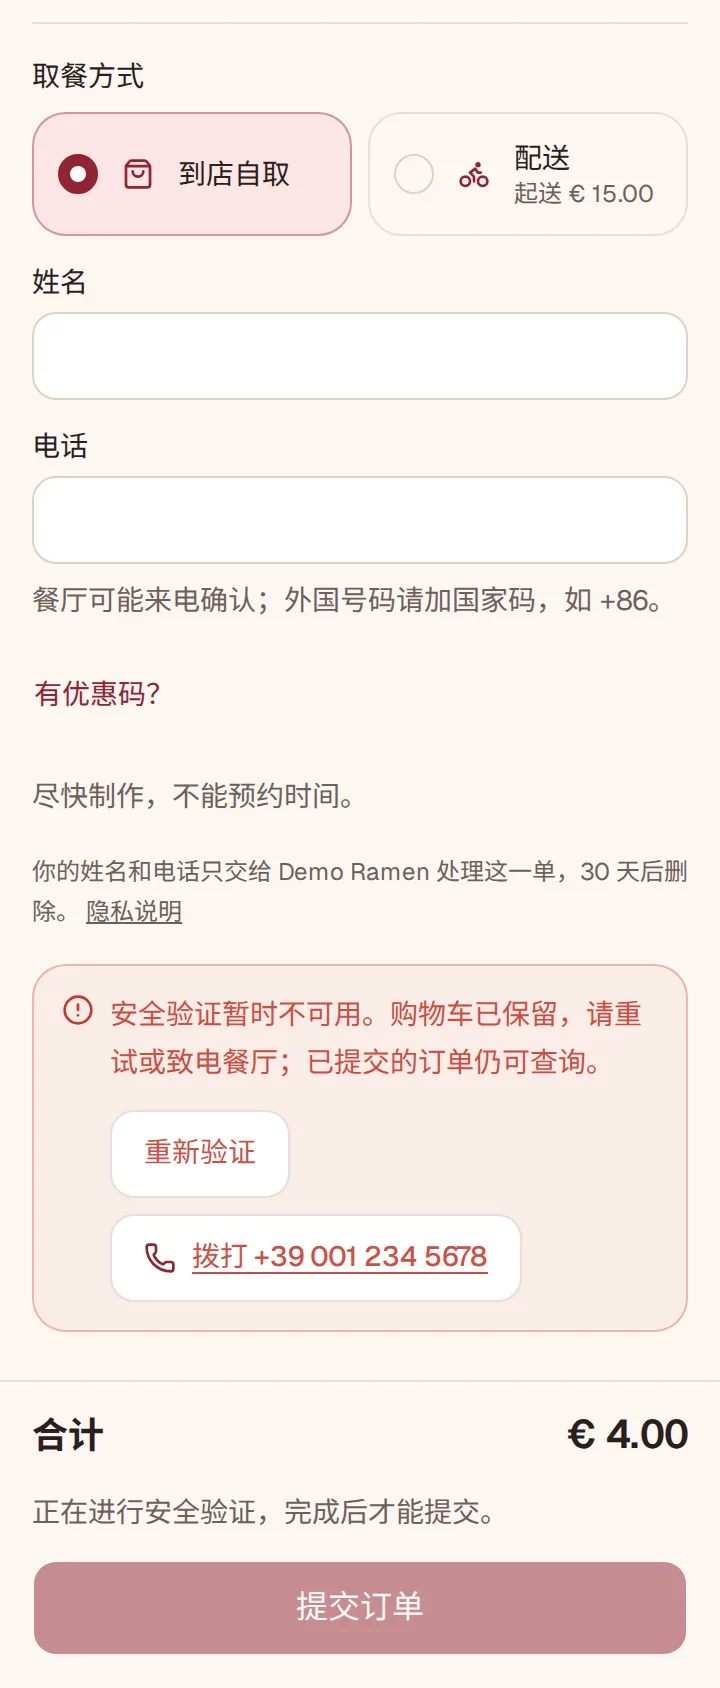 取餐方式
到店自取
配送
起送 € 15.00
姓名
电话
餐厅可能来电确认；外国号码请加国家码，如 +86。
有优惠码？
尽快制作，不能预约时间。
你的姓名和电话只交给 Demo Ramen 处理这一单，30 天后删
除。 隐私说明
安全验证暂时不可用。购物车已保留，请重
试或致电餐厅；已提交的订单仍可查询。
重新验证
拨打 +39 001 234 5678
合计 € 4.00
正在进行安全验证，完成后才能提交。
提交订单